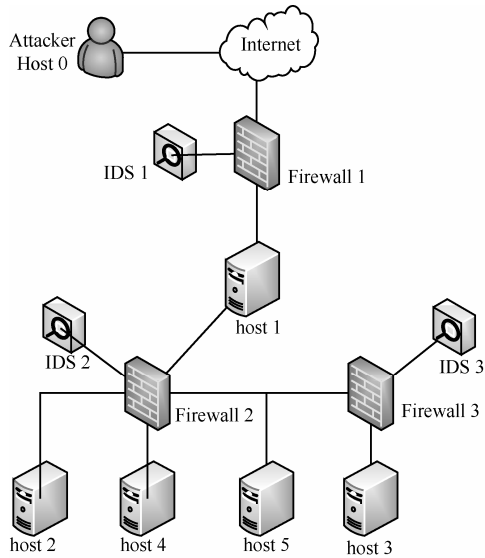 Attacker
Host 0
Internet
IDS 1
Firewall 1
host 1
IDS 2
IDS 3
Firewall 2
Firewall 3
host 2
host 4
host 5
host 3